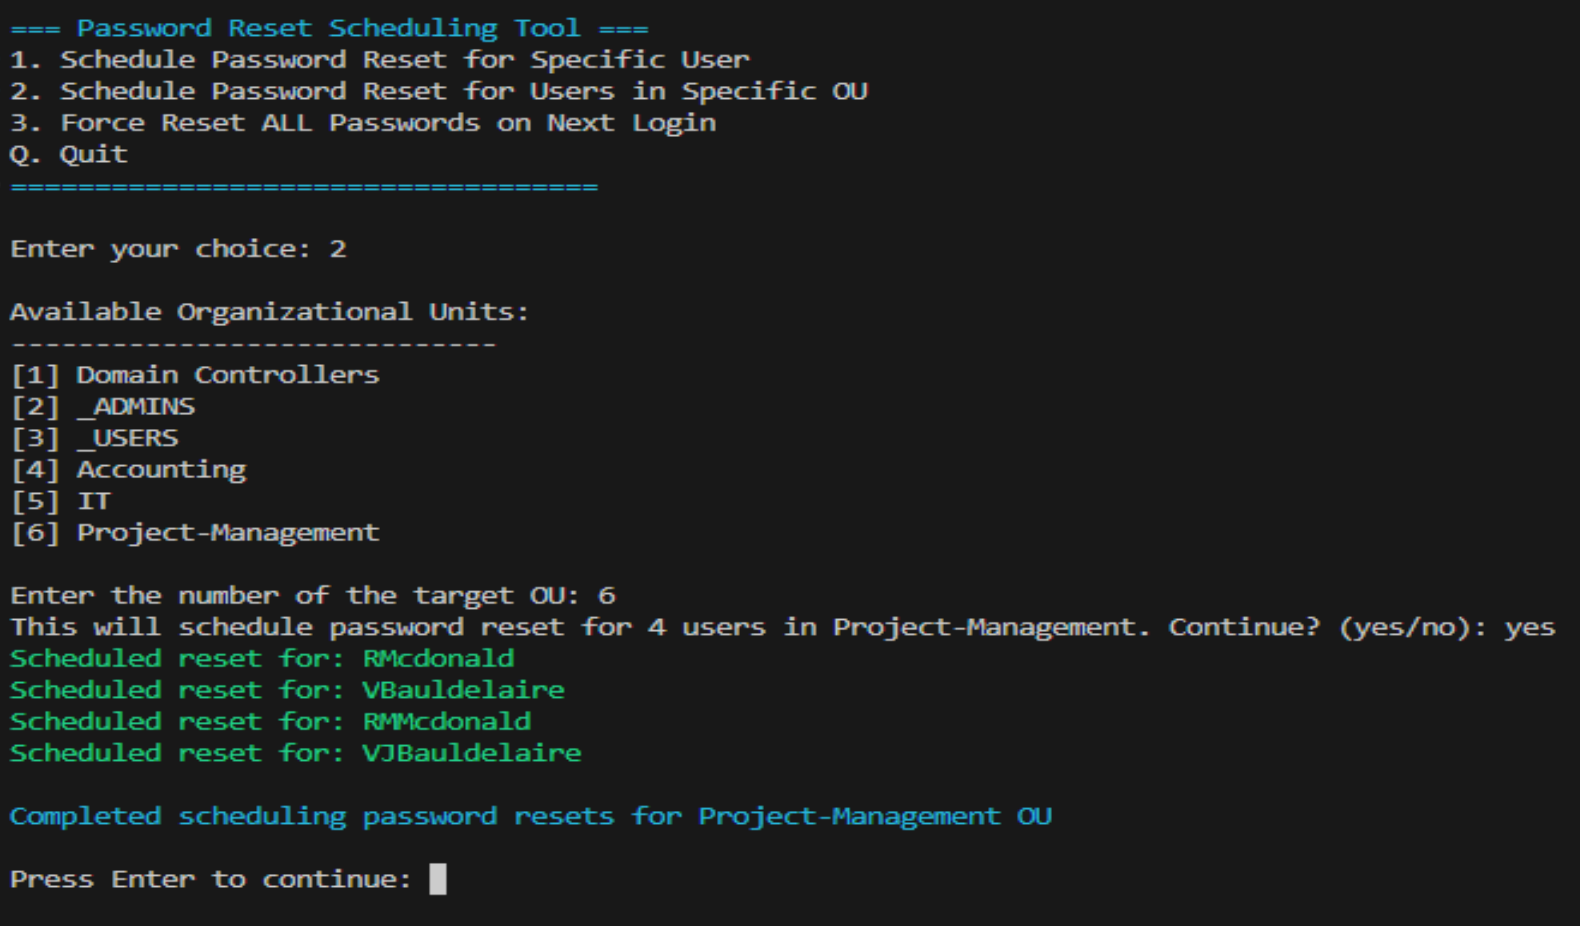 === Password Reset Scheduling Tool ===
1. Schedule Password Reset for Specific User
2. Schedule Password Reset for Users in Specific OU
3. Force Reset ALL Passwords on Next Login
Q. Quit
===================================
Enter your choice: 2
Available Organizational Units:
-----------------------------
[1] Domain Controllers
[2] _ADMINS
[3] _USERS
[4] Accounting
[5] IT
[6] Project-Management
Enter the number of the target OU: 6
This will schedule password reset for 4 users in Project-Management. Continue? (yes/no): yes
Scheduled reset for: RMcdonald
Scheduled reset for: VBauldelaire
Scheduled reset for: RMMcdonald
Scheduled reset for: VJBauldelaire
Completed scheduling password resets for Project-Management OU
Press Enter to continue: